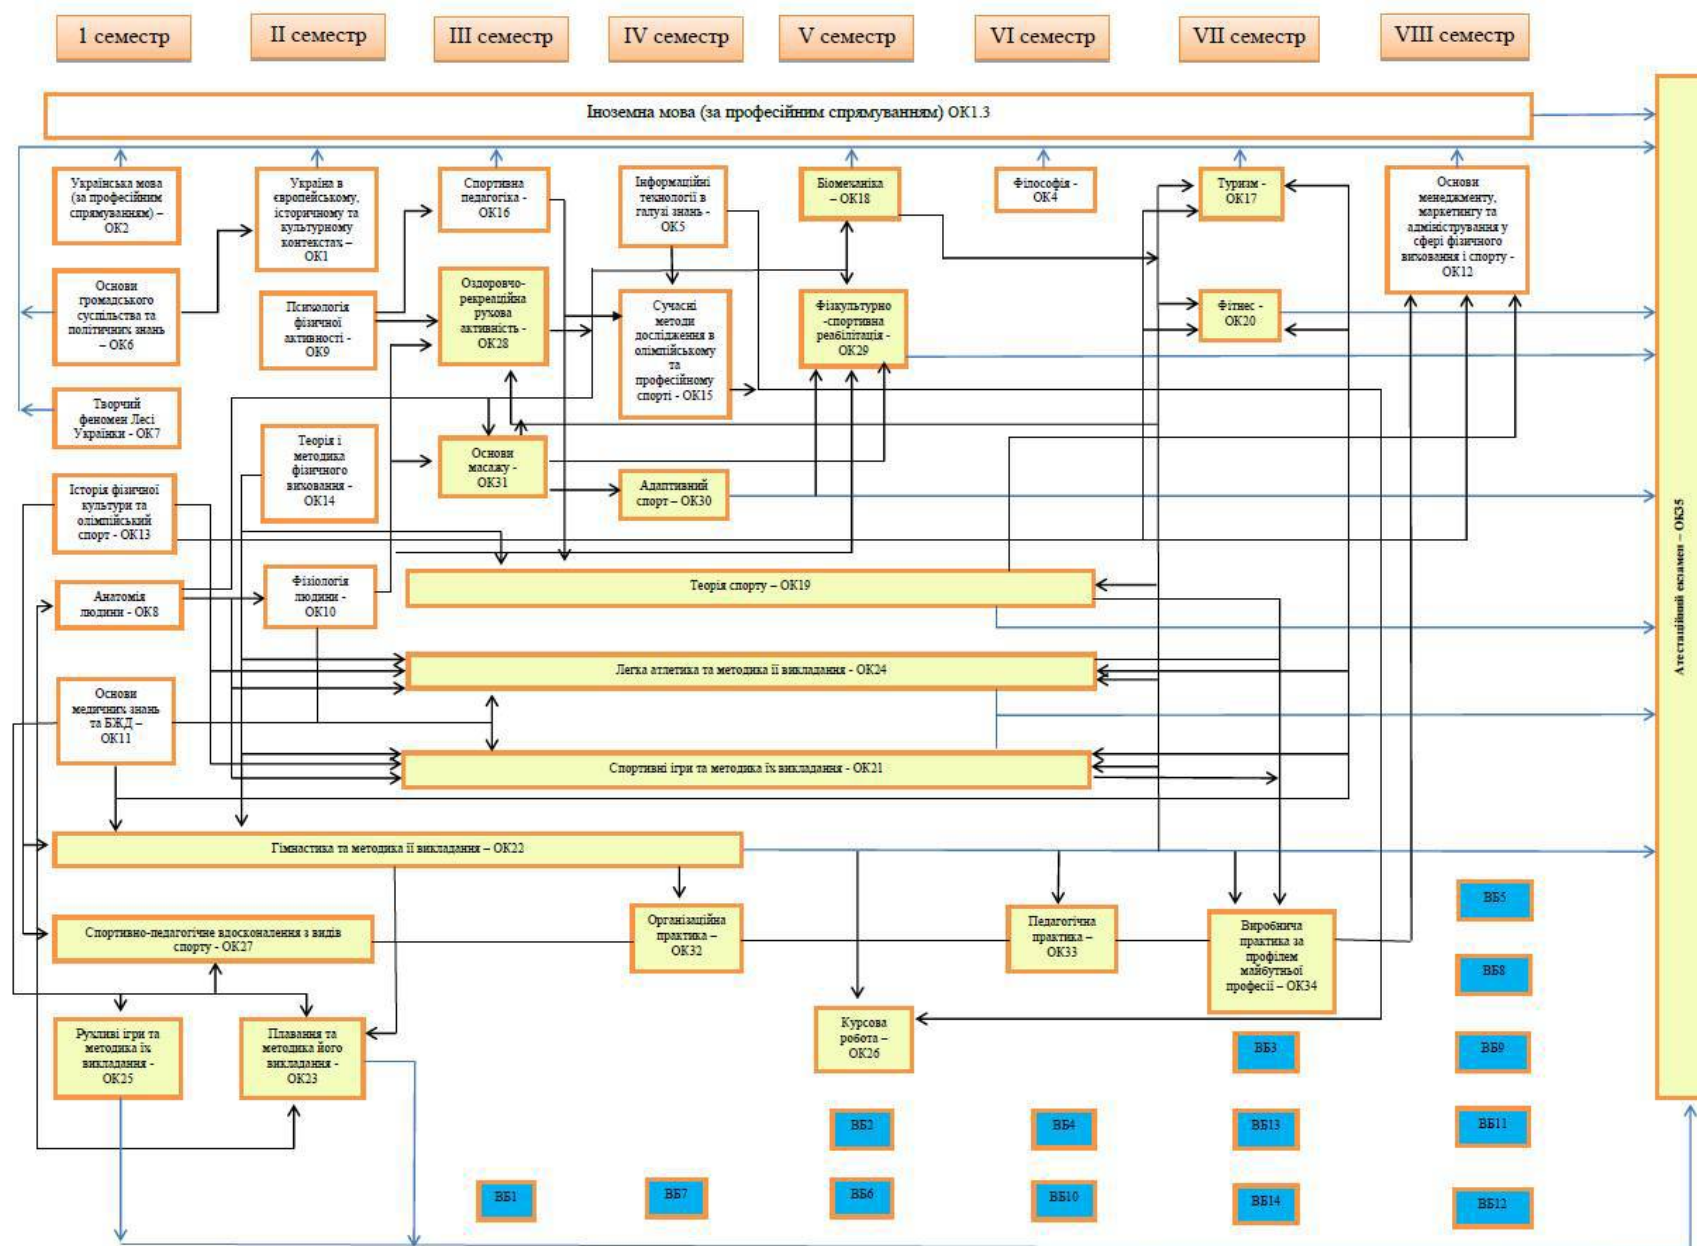 1 семестр
II семестр
III семестр
IV семестр
V семестр
VI семестр
VII семестр
VIII семестр
Іноземна мова (за професійним спрямуванням) ОК1.3
Українська мова
(за професійним
спрямуванням) –
ОК2
Україна в
європейському,
історичному та
культурному
контекстах –
ОК1
Спортивна
педагогіка -
ОК16
Інформаційні
технології в
галузі знань -
ОК5
Біомеханіка
– ОК18
Філософія -
ОК4
Туризм -
ОК17
Основи
менеджменту,
маркетингу та
адміністрування у
сфері фізичного
виховання і спорту -
ОК12
Основи
громадського
суспільства та
політичних знань
– ОК6
Психологія
фізичної
активності -
ОК9
Оздоровчо-
рекреаційна
рухова
активність -
ОК28
Сучасні
методи
дослідження в
олімпійському
та
професійному
спорті - ОК15
Фізкультурно
-спортивна
реабілітація -
ОК29
Фітнес -
ОК20
Творчий
феномен Лесі
Українки - ОК7
Теорія і
методика
фізичного
виховання -
ОК14
Основи
масажу -
ОК31
Адаптивний
спорт – ОК30
Історія фізичної
культури та
олімпійський
спорт - ОК13
Анатомія
людини - ОК8
Фізіологія
людини -
ОК10
Теорія спорту – ОК19
Легка атлетика та методика її викладання - ОК24
Основи
медичних знань
та БЖД –
ОК11
Спортивні ігри та методика їх викладання - ОК21
Гімнастика та методика її викладання – ОК22
Спортивно-педагогічне вдосконалення з видів
спорту - ОК27
Організаційна
практика –
ОК32
Педагогічна
практика –
ОК33
Виробнича
практика за
профілем
майбутньої
професії – ОК34
Рухливі ігри та
методика їх
викладання -
ОК25
Плавання та
методика його
викладання -
ОК23
Курсова
робота –
ОК26
Атестаційний екзамен – ОК35
ВБ5
ВБ8
ВБ3
ВБ9
ВБ2
ВБ4
ВБ13
ВБ11
ВБ1
ВБ7
ВБ6
ВБ10
ВБ14
ВБ12